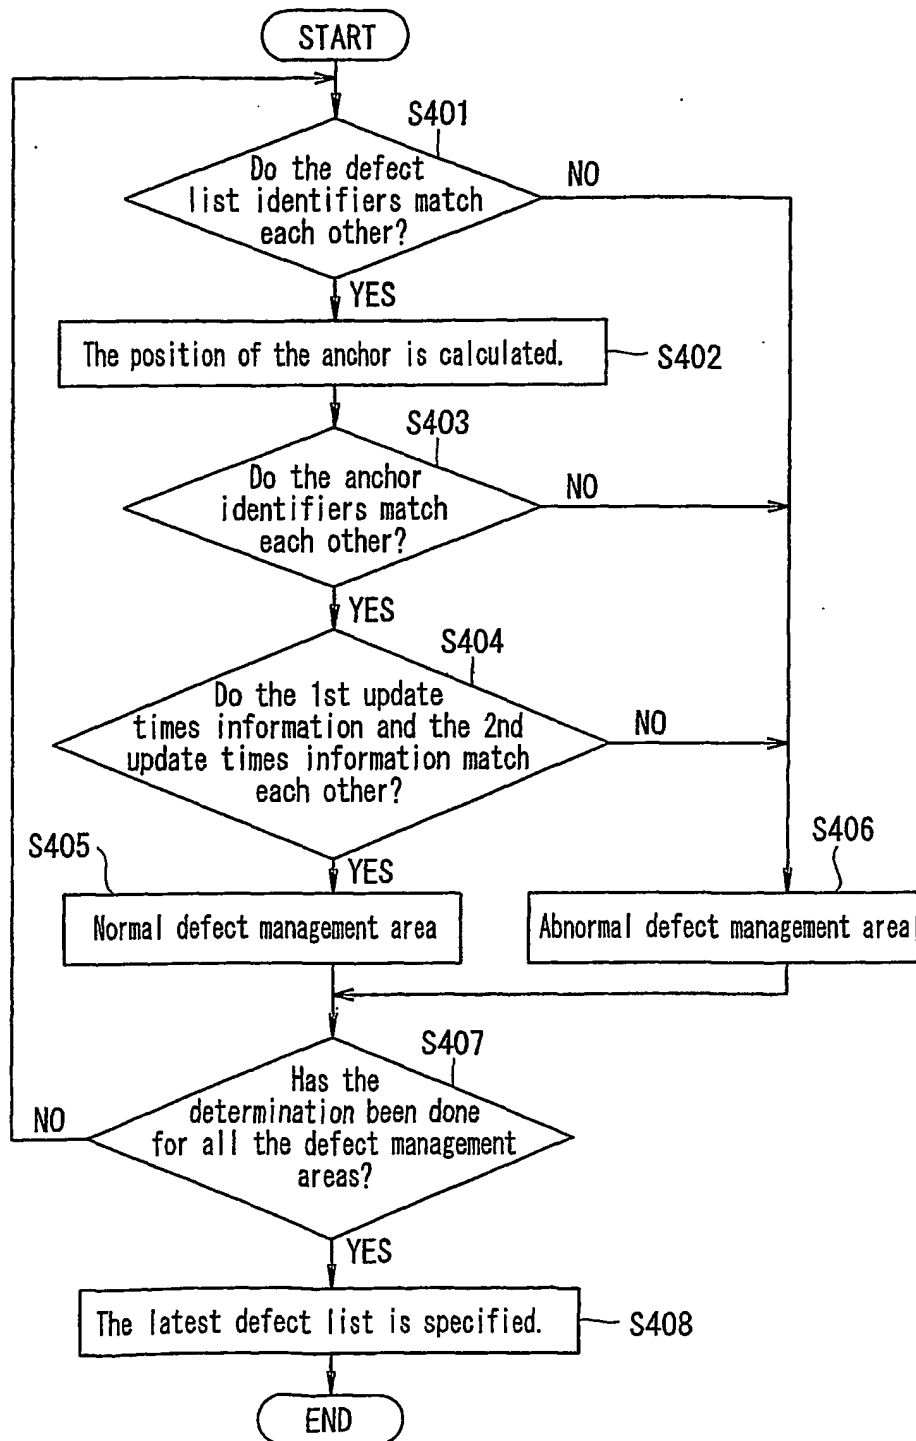 START
S401
Do the defect
list identifiers match
each other?
NO
YES
The position of the anchor is calculated.
S402
S403
Do the anchor
identifiers match
each other?
NO
YES
S404
Do the 1st update
times information and the 2nd
update times information match
each other?
NO
S405
YES
S406
Normal defect management area
Abnormal defect management area
S407
Has the
determination been done
for all the defect management
areas?
NO
YES
The latest defect list is specified.
S408
END